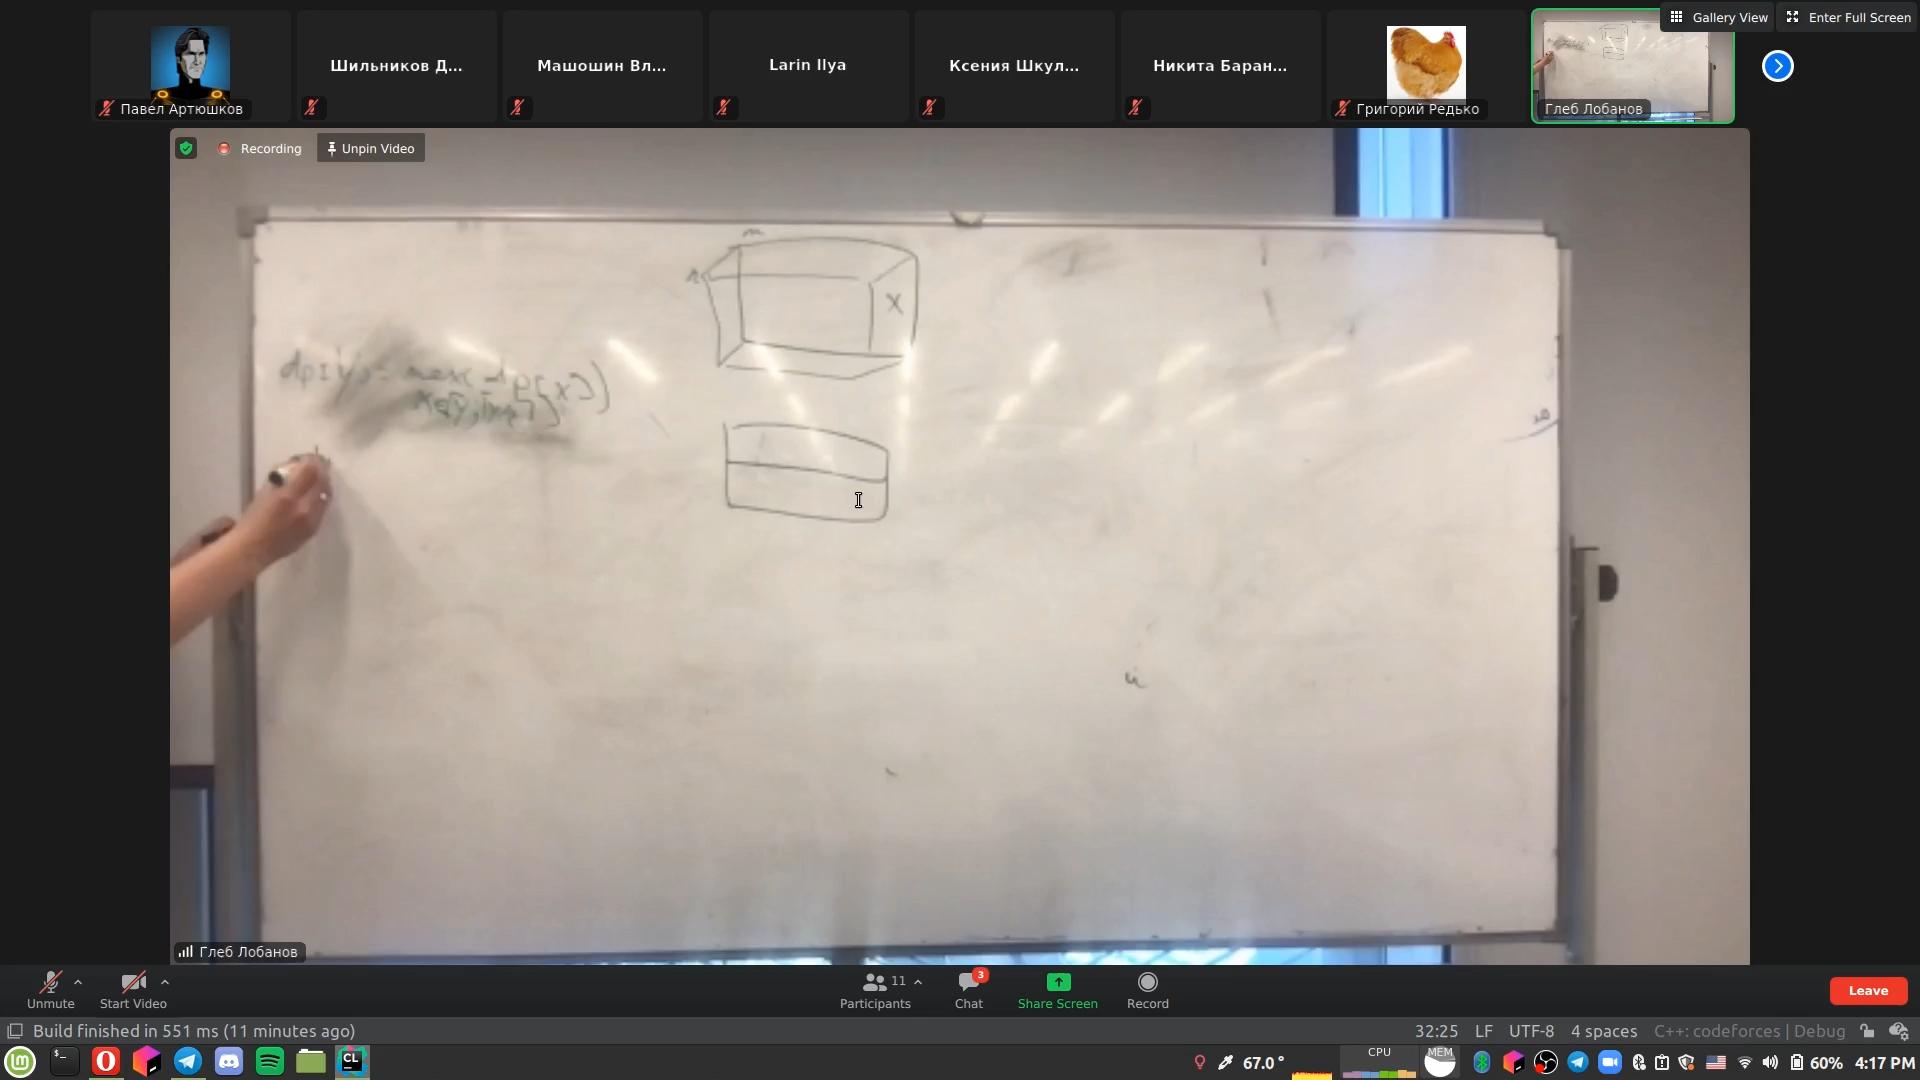 Gallery View
Enter Full Screen
Шильников Д...
Машошин Вл...
Larin Ilya
Ксения Шкул...
Никита Баран...
Павел Артюшков
Григорий Редько
Глеб Лобанов
Recording
Unpin Video
m
n
X
Глеб Лобанов
Unmute
Start Video
Participants
11
Chat
3
Share Screen
Record
Leave
Build finished in 551 ms (11 minutes ago)
32:25 LF UTF-8 4 spaces C++: codeforces | Debug
CL
CPU
MEM
67.0°
60%
4:17 PM